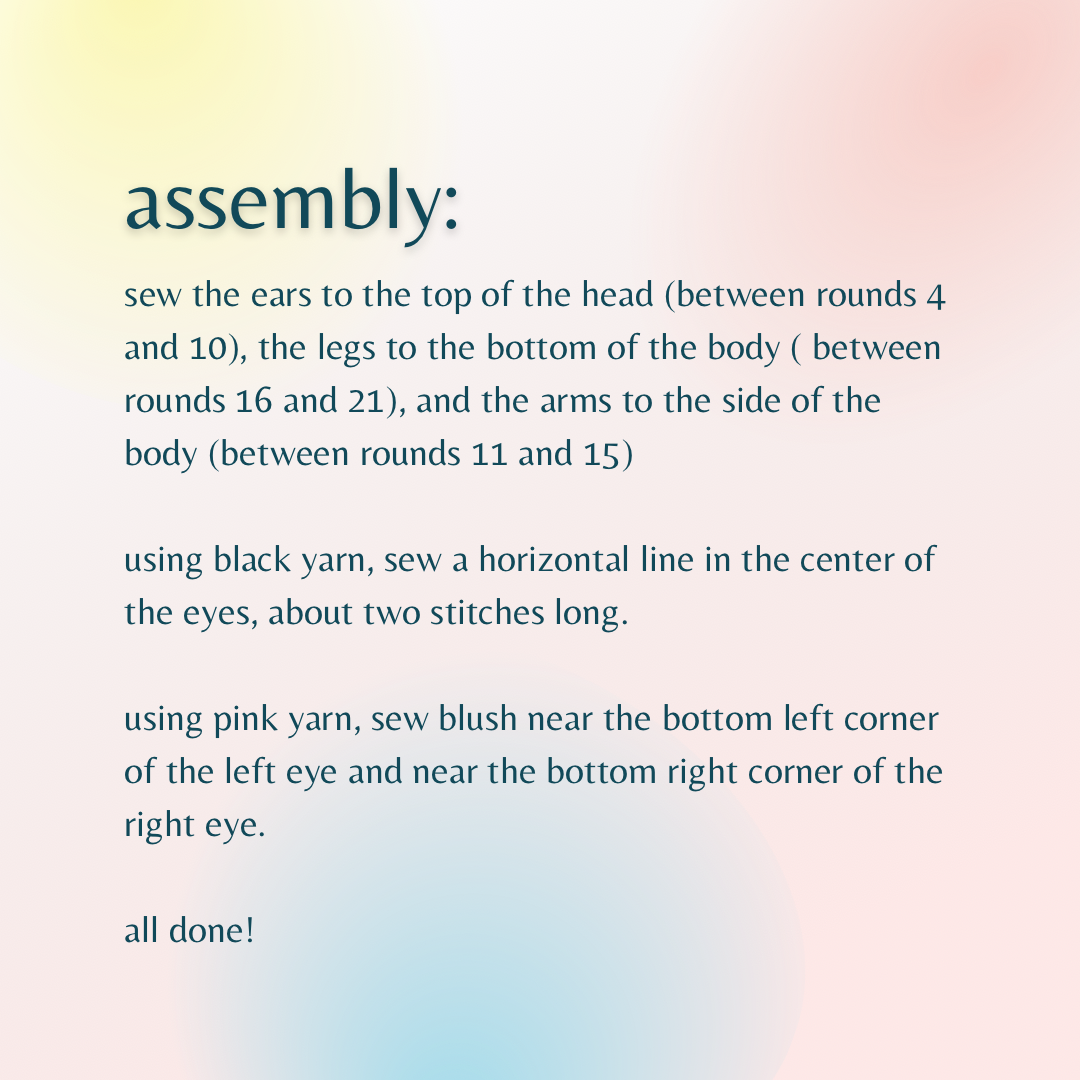 assembly:
sew the ears to the top of the head (between rounds 4
and 10), the legs to the bottom of the body ( between
rounds 16 and 21), and the arms to the side of the
body (between rounds 11 and 15)
using black yarn, sew a horizontal line in the center of
the eyes, about two stitches long.
using pink yarn, sew blush near the bottom left corner
of the left eye and near the bottom right corner of the
right eye.
all done!